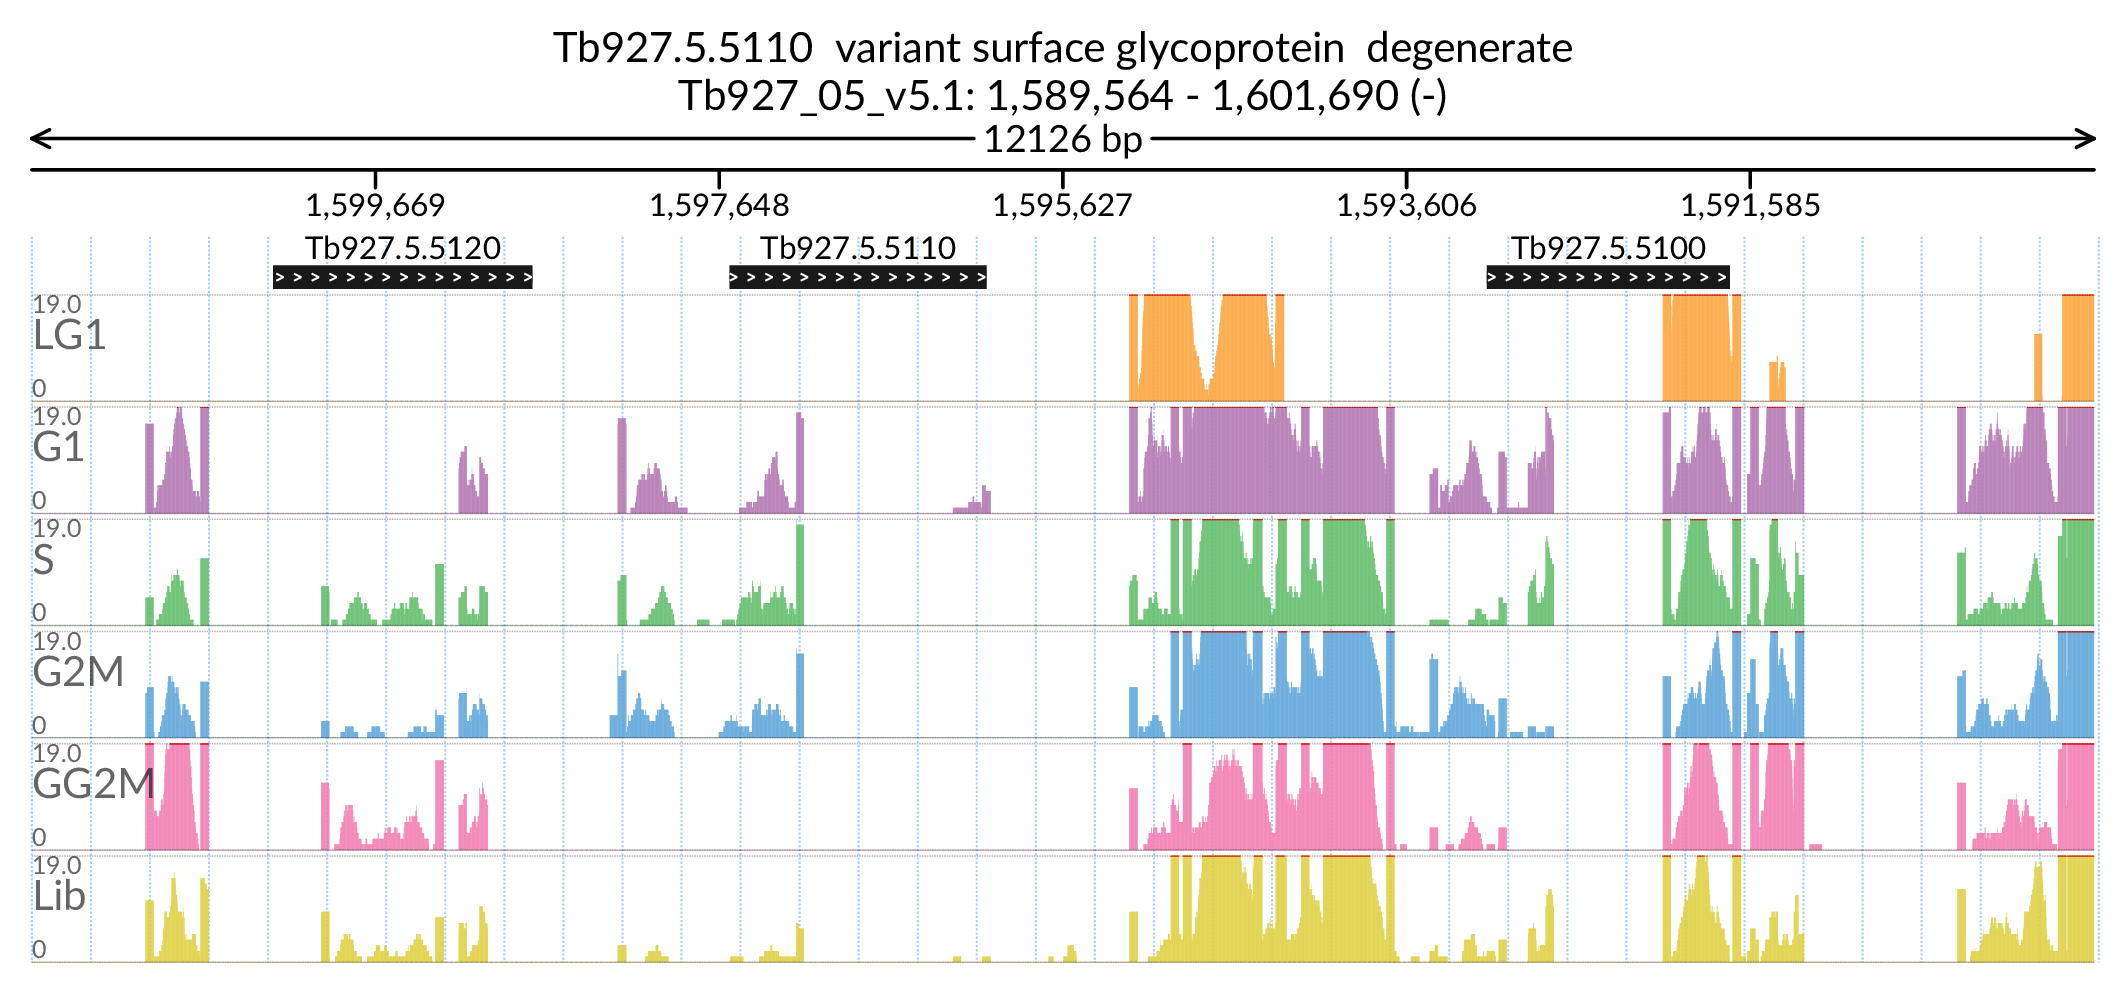 Tb927.5.5110  variant surface glycoprotein  degenerate
Tb927_05_v5.1: 1,589,564 - 1,601,690 (-)
12126 bp
1,599,669 1,597,648 1,595,627 1,593,606 1,591,585
Tb927.5.5120 Tb927.5.5110 Tb927.5.5100
19.0
LG1
0
19.0
G1
0
19.0
S
0
19.0
G2M
0
19.0
GG2M
0
19.0
Lib
0